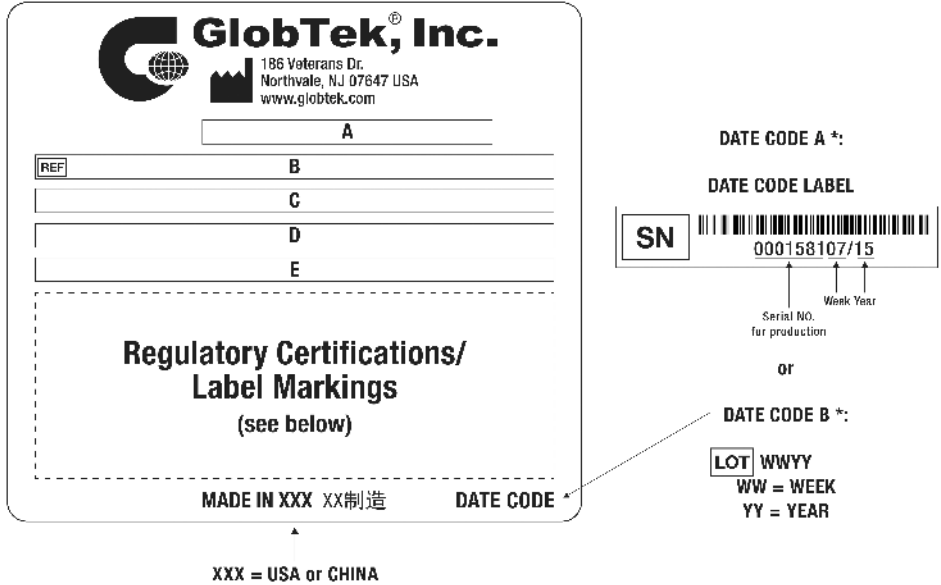 GlobTek®, Inc.
186 Veterans Dr.
Northvale, NJ 07647 USA
www.globtek.com
A
REF B
C
D
E
Regulatory Certifications/
Label Markings
(see below)
MADE IN XXX XX制造 DATE CODE
XXX = USA or CHINA
DATE CODE A *:
DATE CODE LABEL
SN
000158107/15
Week Year
Serial NO.
for production
or
DATE CODE B *:
LOT WWYY
WW = WEEK
YY = YEAR